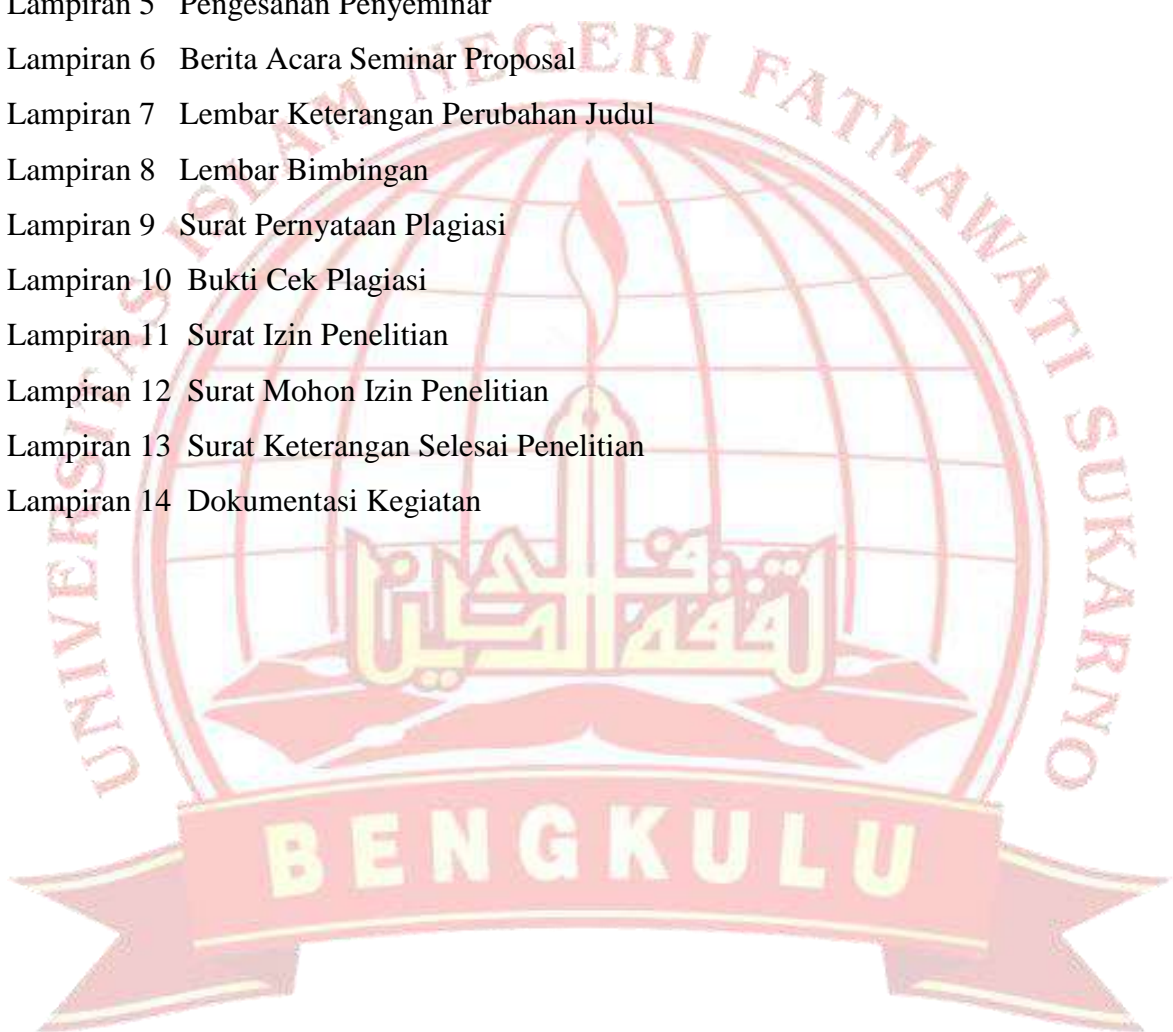 Lampiran 5 Pengesahan Penyeminar
Lampiran 6 Berita Acara Seminar Proposal
Lampiran 7 Lembar Keterangan Perubahan Judul
Lampiran 8 Lembar Bimbingan
Lampiran 9 Surat Pernyataan Plagiasi
Lampiran 10 Bukti Cek Plagiasi
Lampiran 11 Surat Izin Penelitian
Lampiran 12 Surat Mohon Izin Penelitian
Lampiran 13 Surat Keterangan Selesai Penelitian
Lampiran 14 Dokumentasi Kegiatan
UNIVERSITAS ISLAM NEGERI FATMAWATI SUKARNO
BENGKULU